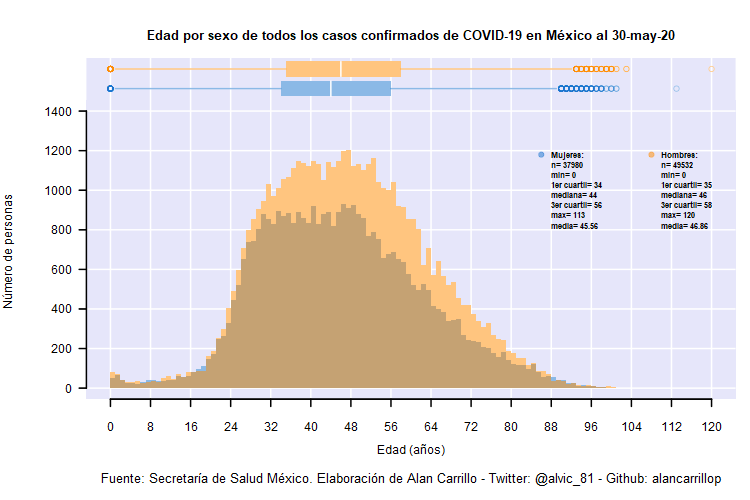 Edad por sexo de todos los casos confirmados de COVID-19 en México al 30-may-20
1400
1200
1000
800
600
400
200
0
Número de personas
Mujeres:
n= 37980
min= 0
1er cuartil= 34
mediana= 44
3er cuartil= 56
max= 113
media= 45.56
Hombres:
n= 49532
min= 0
1er cuartil= 35
mediana= 46
3er cuartil= 58
max= 120
media= 46.86
0 8 16 24 32 40 48 56 64 72 80 88 96 104 112 120
Edad (años)
Fuente: Secretaría de Salud México. Elaboración de Alan Carrillo - Twitter: @alvic_81 - Github: alancarrillop